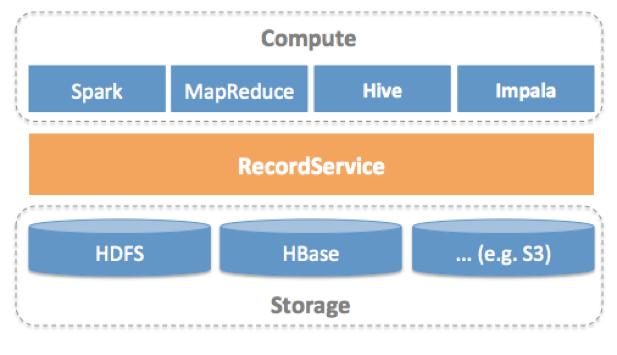 Compute
Spark MapReduce Hive Impala
RecordService
HDFS HBase ... (e.g. S3)
Storage